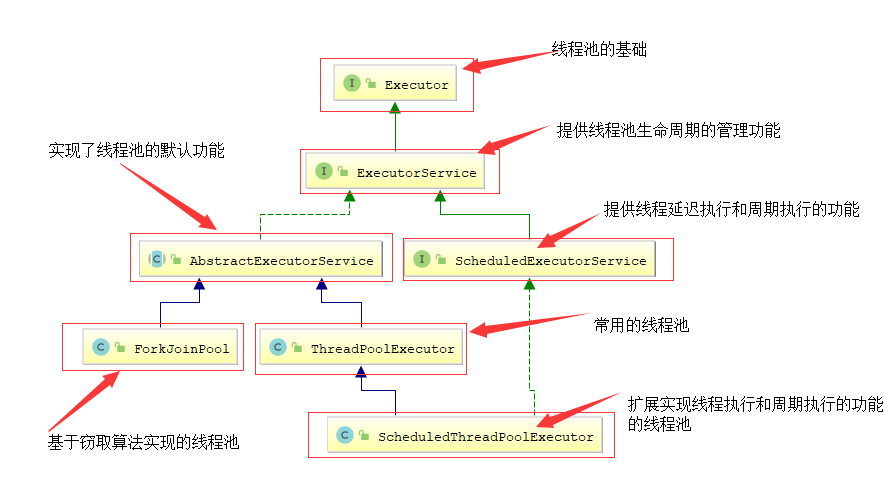 线程池的基础
I Executor
提供线程池生命周期的管理功能
实现了线程池的默认功能
I ExecutorService
提供线程延迟执行和周期执行的功能
C AbstractExecutorService
I ScheduledExecutorService
常用的线程池
C ForkJoinPool
C ThreadPoolExecutor
扩展实现线程执行和周期执行的功能
的线程池
C ScheduledThreadPoolExecutor
基于窃取算法实现的线程池